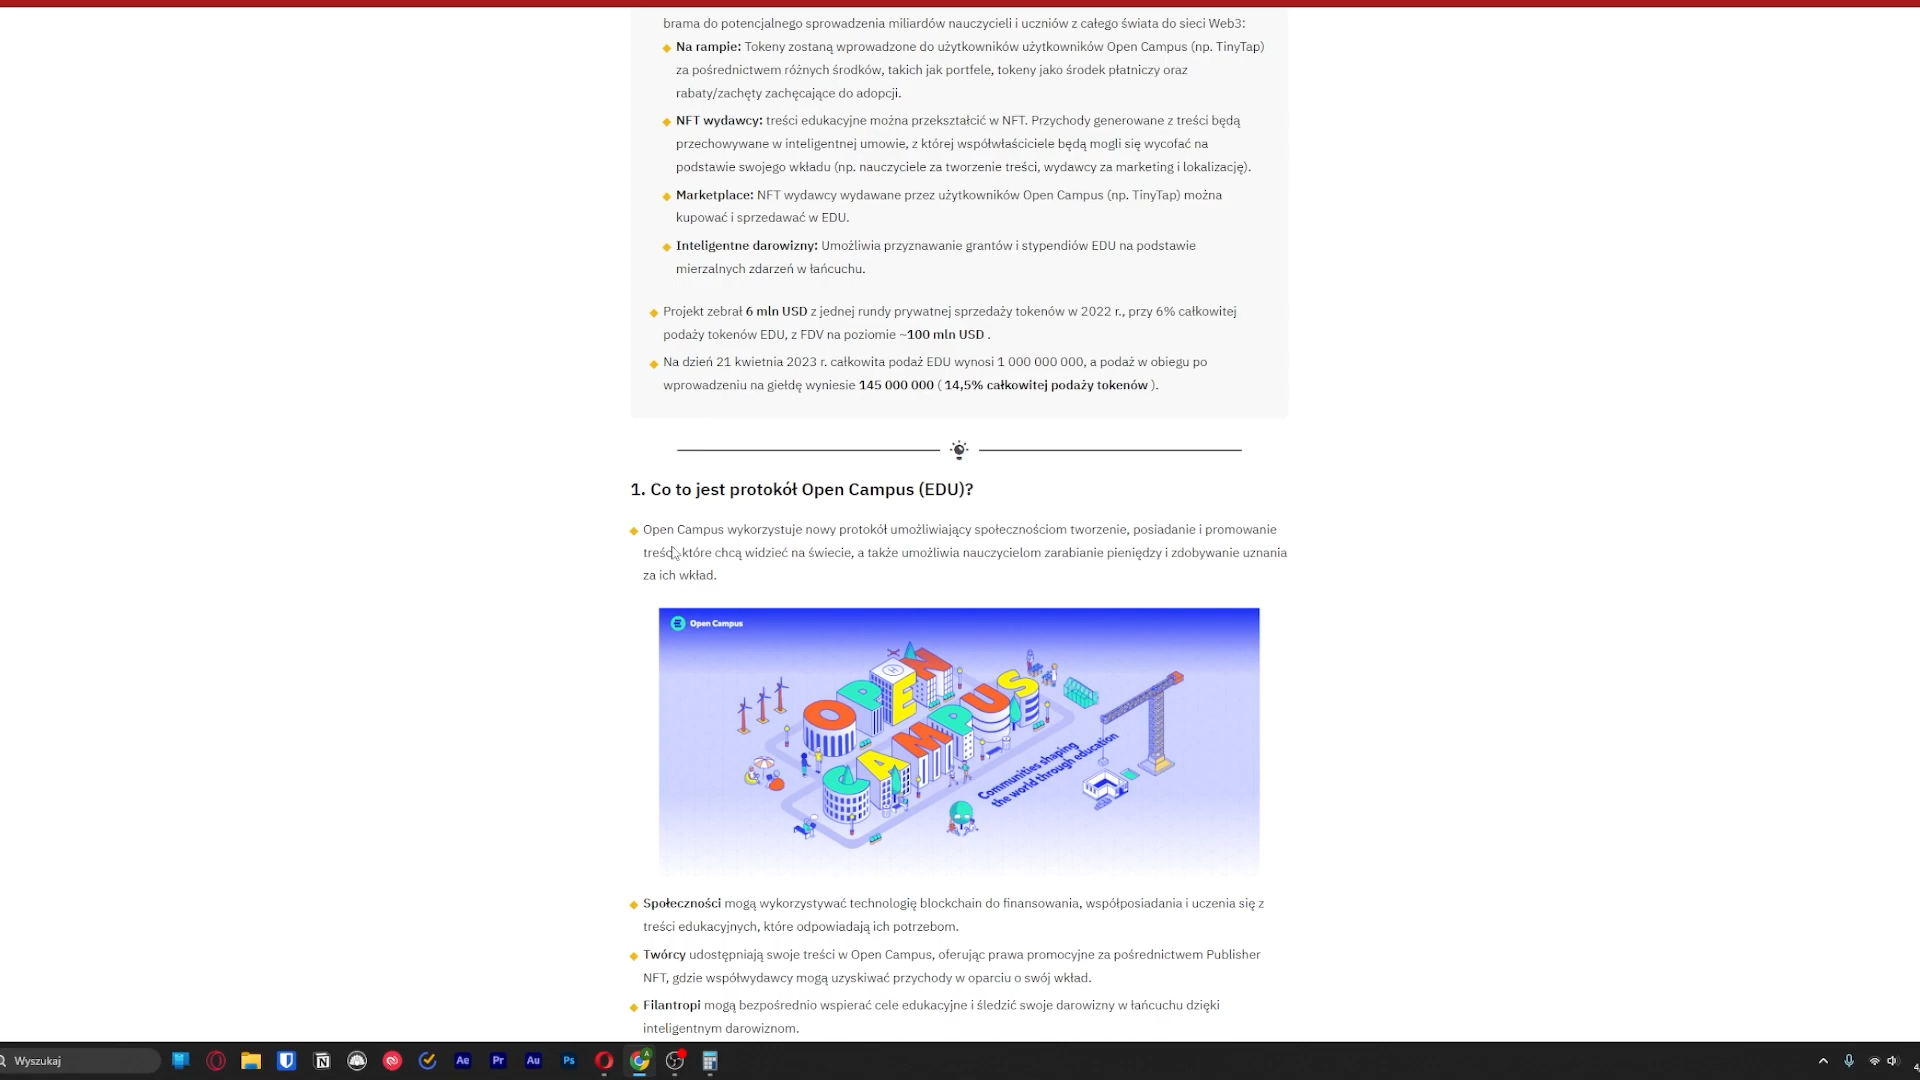 brama do potencjalnego sprowadzenia miliardów nauczycieli i uczniów z całego świata do sieci Web3:
Na rampie: Tokeny zostaną wprowadzone do użytkowników użytkowników Open Campus (np. TinyTap)
za pośrednictwem różnych środków, takich jak portfele, tokeny jako środek płatniczy oraz
rabaty/zachęty zachęcające do adopcji.
NFT wydawcy: treści edukacyjne można przekształcić w NFT. Przychody generowane z treści będą
przechowywane w inteligentnej umowie, z której współwłaściciele będą mogli się wycofać na
podstawie swojego wkładu (np. nauczyciele za tworzenie treści, wydawcy za marketing i lokalizację).
Marketplace: NFT wydawcy wydawane przez użytkowników Open Campus (np. TinyTap) można
kupować i sprzedawać w EDU.
Inteligentne darowizny: Umożliwia przyznawanie grantów i stypendiów EDU na podstawie
mierzalnych zdarzeń w łańcuchu.
Projekt zebrał 6 mln USD z jednej rundy prywatnej sprzedaży tokenów w 2022 r., przy 6% całkowitej
podaży tokenów EDU, z FDV na poziomie ~100 mln USD .
Na dzień 21 kwietnia 2023 r. całkowita podaż EDU wynosi 1 000 000 000, a podaż w obiegu po
wprowadzeniu na giełdę wyniesie 145 000 000 ( 14,5% całkowitej podaży tokenów ).
1. Co to jest protokół Open Campus (EDU)?
Open Campus wykorzystuje nowy protokół umożliwiający społecznościom tworzenie, posiadanie i promowanie
treści, które chcą widzieć na świecie, a także umożliwia nauczycielom zarabianie pieniędzy i zdobywanie uznania
za ich wkład.
Open Campus
OPEN
CAMPUS
Communities shaping
the world through education
Społeczności mogą wykorzystywać technologię blockchain do finansowania, współposiadania i uczenia się z
treści edukacyjnych, które odpowiadają ich potrzebom.
Twórcy udostępniają swoje treści w Open Campus, oferując prawa promocyjne za pośrednictwem Publisher
NFT, gdzie współwydawcy mogą uzyskiwać przychody w oparciu o swój wkład.
Filantropi mogą bezpośrednio wspierać cele edukacyjne i śledzić swoje darowizny w łańcuchu dzięki
inteligentnym darowiznom.
Wyszukaj
Ae
Pr
Au
Ps